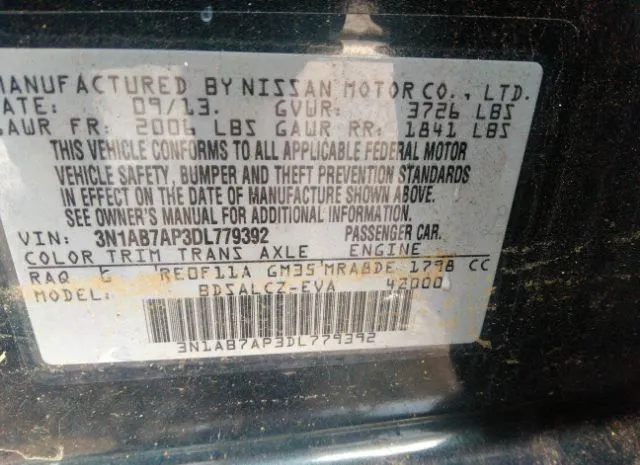 MANUFACTURED BY NISSAN MOTOR CO., LTD.
DATE: 09/13. GVWR: 3726 LBS
GAWR FR: 2006 LBS GAWR RR: 1841 LBS
THIS VEHICLE CONFORMS TO ALL APPLICABLE FEDERAL MOTOR
VEHICLE SAFETY, BUMPER AND THEFT PREVENTION STANDARDS
IN EFFECT ON THE DATE OF MANUFACTURE SHOWN ABOVE.
SEE OWNER'S MANUAL FOR ADDITIONAL INFORMATION.
VIN: 3N1AB7AP3DL779392 PASSENGER CAR.
COLOR TRIM TRANS AXLE ENGINE
RAQ G RE0F11A GM35 MRA8DE 1798 CC
BDSALCZ-EVA 42000
3N1AB7AP3DL779392